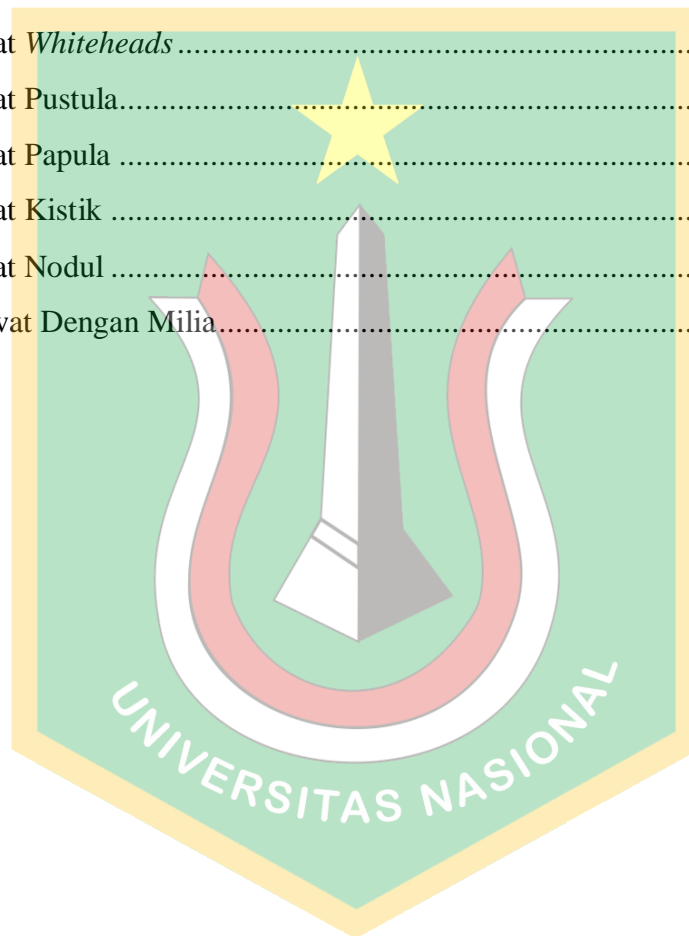 at Whiteheads................................................................
at Pustula.......................................................................
at Papula .......................................................................
at Kistik ........................................................................
at Nodul ........................................................................
vat Dengan Milia...........................................................
UNIVERSITAS NASIONAL